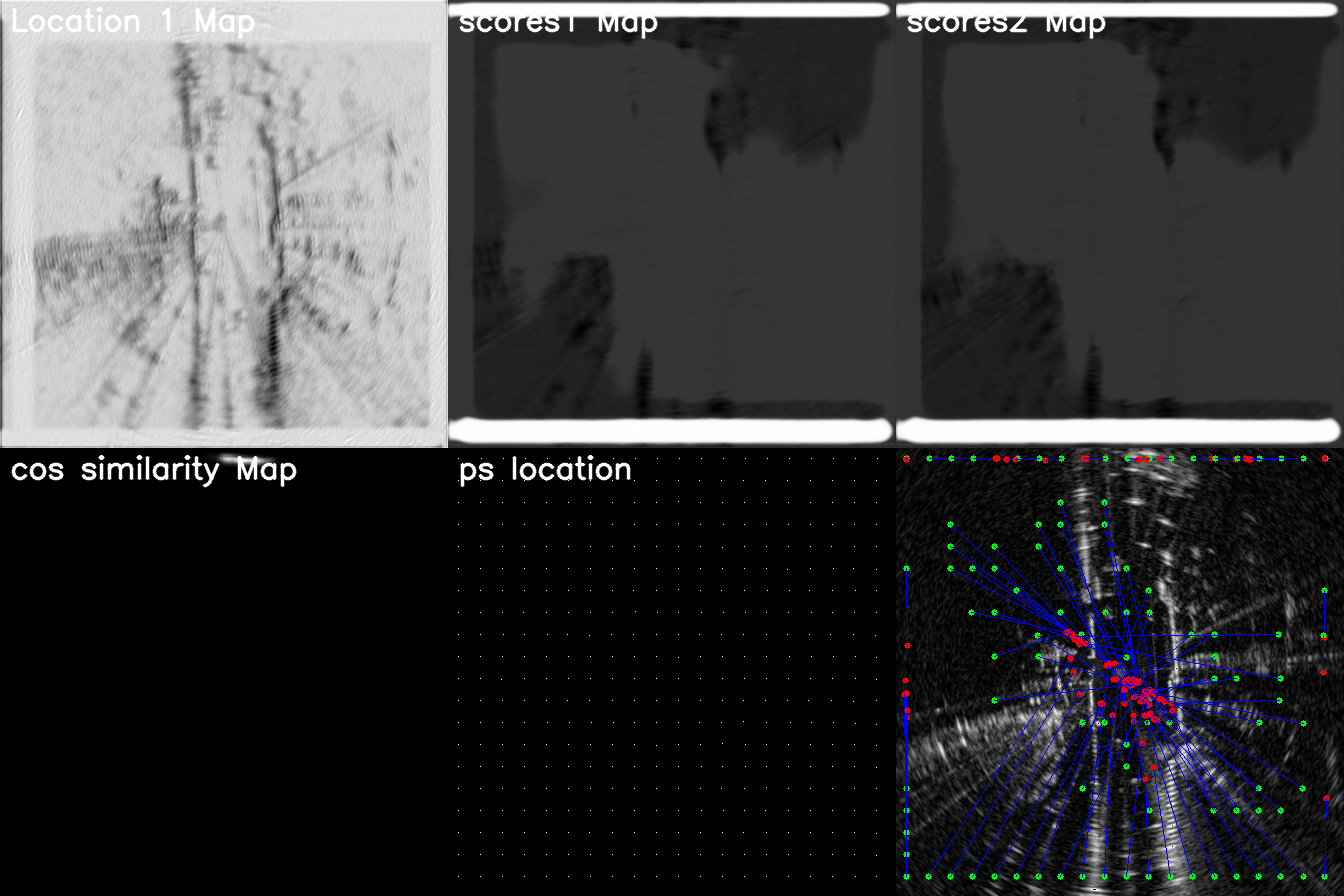 Location 1 Map
scores1 Map
scores2 Map
cos similarity Map
ps location